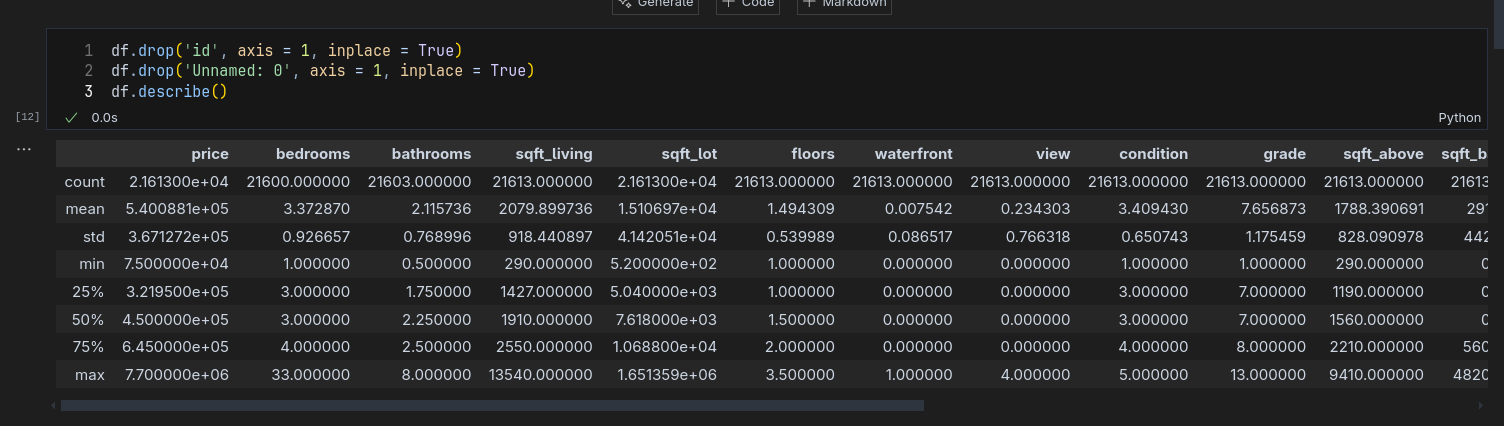 Generate + Code + Markdown
1 df.drop('id', axis = 1, inplace = True)
2 df.drop('Unnamed: 0', axis = 1, inplace = True)
3 df.describe()
[12] 0.0s Python
... price bedrooms bathrooms sqft_living sqft_lot floors waterfront view condition grade sqft_above sqft_b
count 2.161300e+04 21600.000000 21603.000000 21613.000000 2.161300e+04 21613.000000 21613.000000 21613.000000 21613.000000 21613.000000 21613.000000 21613
mean 5.400881e+05 3.372870 2.115736 2079.899736 1.510697e+04 1.494309 0.007542 0.234303 3.409430 7.656873 1788.390691 291
std 3.671272e+05 0.926657 0.768996 918.440897 4.142051e+04 0.539989 0.086517 0.766318 0.650743 1.175459 828.090978 442
min 7.500000e+04 1.000000 0.500000 290.000000 5.200000e+02 1.000000 0.000000 0.000000 1.000000 1.000000 290.000000 0
25% 3.219500e+05 3.000000 1.750000 1427.000000 5.040000e+03 1.000000 0.000000 0.000000 3.000000 7.000000 1190.000000 0
50% 4.500000e+05 3.000000 2.250000 1910.000000 7.618000e+03 1.500000 0.000000 0.000000 3.000000 7.000000 1560.000000 0
75% 6.450000e+05 4.000000 2.500000 2550.000000 1.068800e+04 2.000000 0.000000 0.000000 4.000000 8.000000 2210.000000 560
max 7.700000e+06 33.000000 8.000000 13540.000000 1.651359e+06 3.500000 1.000000 4.000000 5.000000 13.000000 9410.000000 4820